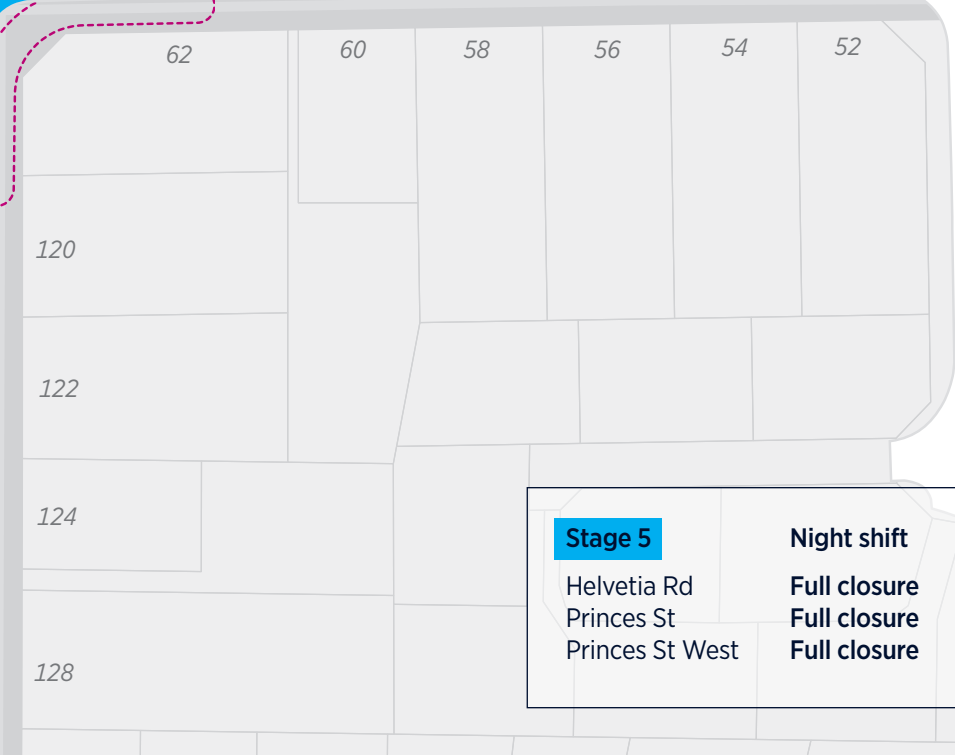 62
60
58
56
54
52
120
122
124
128
Stage 5 Night shift
Helvetia Rd Full closure
Princes St Full closure
Princes St West Full closure